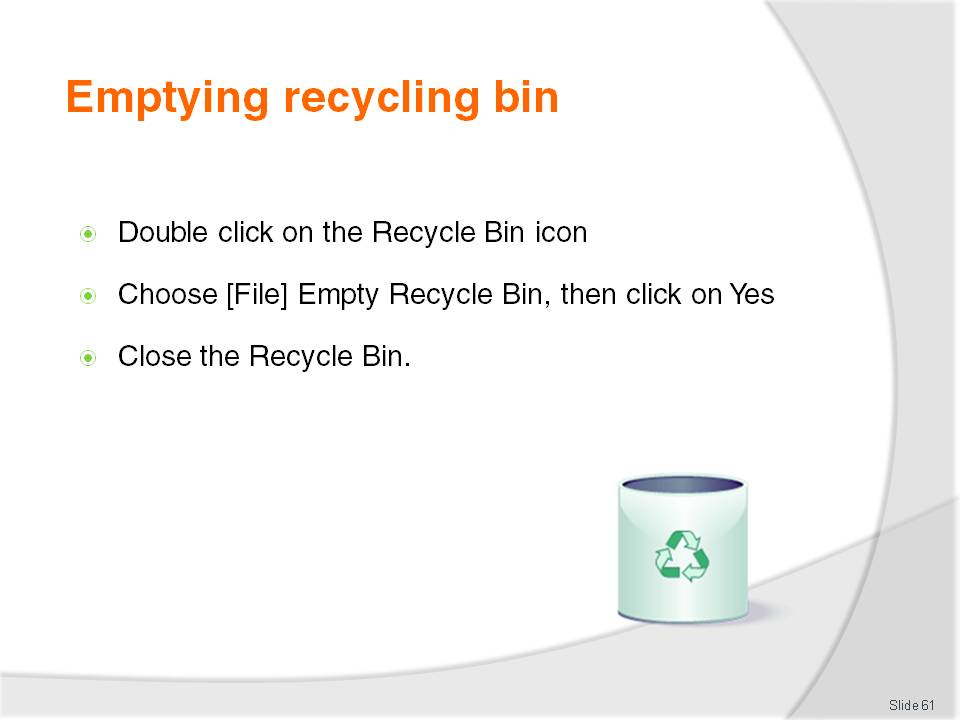 Emptying recycling bin
Double click on the Recycle Bin icon
Choose [File] Empty Recycle Bin, then click on Yes
Close the Recycle Bin.
Slide 61